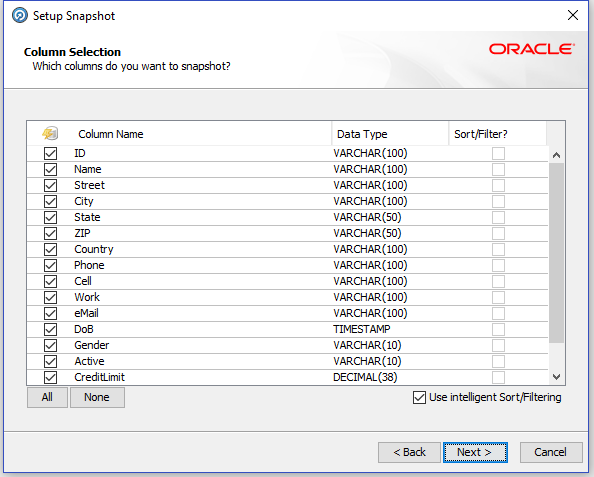 Setup Snapshot
Column Selection
Which columns do you want to snapshot?
ORACLE
Column Name Data Type Sort/Filter?
ID VARCHAR(100)
Name VARCHAR(100)
Street VARCHAR(100)
City VARCHAR(100)
State VARCHAR(50)
ZIP VARCHAR(50)
Country VARCHAR(100)
Phone VARCHAR(100)
Cell VARCHAR(100)
Work VARCHAR(100)
eMail VARCHAR(100)
DoB TIMESTAMP
Gender VARCHAR(10)
Active VARCHAR(10)
CreditLimit DECIMAL(38)
All None Use intelligent Sort/Filtering
< Back Next > Cancel